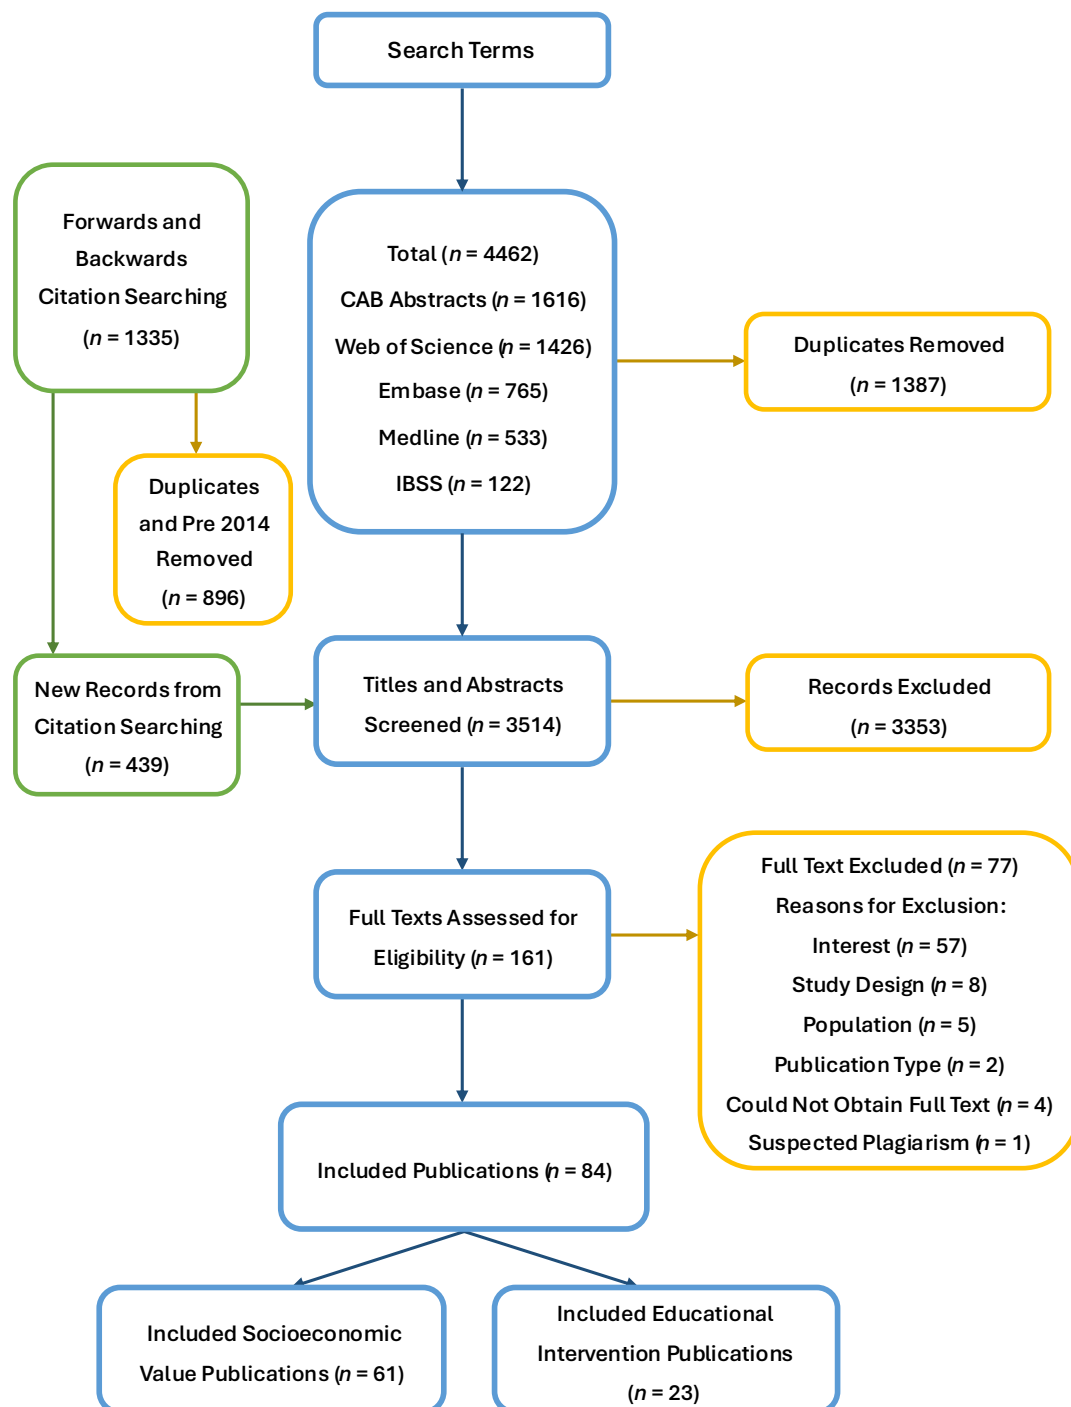 Search Terms
Forwards and
Backwards
Citation Searching
(n = 1335)
Total (n = 4462)
CAB Abstracts (n = 1616)
Web of Science (n = 1426)
Embase (n = 765)
Medline (n = 533)
IBSS (n = 122)
Duplicates Removed
(n = 1387)
Duplicates
and Pre 2014
Removed
(n = 896)
New Records from
Citation Searching
(n = 439)
Titles and Abstracts
Screened (n = 3514)
Records Excluded
(n = 3353)
Full Texts Assessed for
Eligibility (n = 161)
Full Text Excluded (n = 77)
Reasons for Exclusion:
Interest (n = 57)
Study Design (n = 8)
Population (n = 5)
Publication Type (n = 2)
Could Not Obtain Full Text (n = 4)
Suspected Plagiarism (n = 1)
Included Publications (n = 84)
Included Socioeconomic
Value Publications (n = 61)
Included Educational
Intervention Publications
(n = 23)